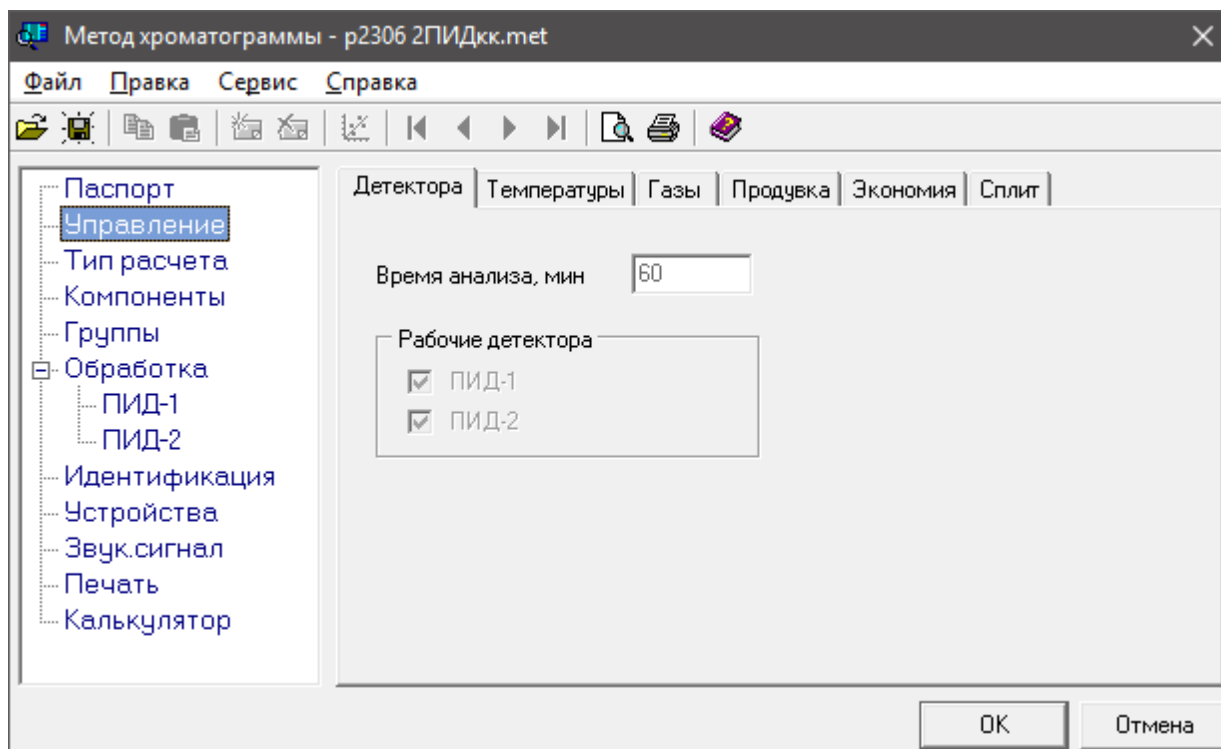 Метод хроматограммы - p2306 2ПИДкк.met
Файл Правка Сервис Справка
Паспорт
Управление
Тип расчета
Компоненты
Группы
Обработка
ПИД-1
ПИД-2
Идентификация
Устройства
Звук.сигнал
Печать
Калькулятор
Детектора Температуры Газы Продувка Экономия Сплит
Время анализа, мин 60
Рабочие детектора
ПИД-1
ПИД-2
OK Отмена